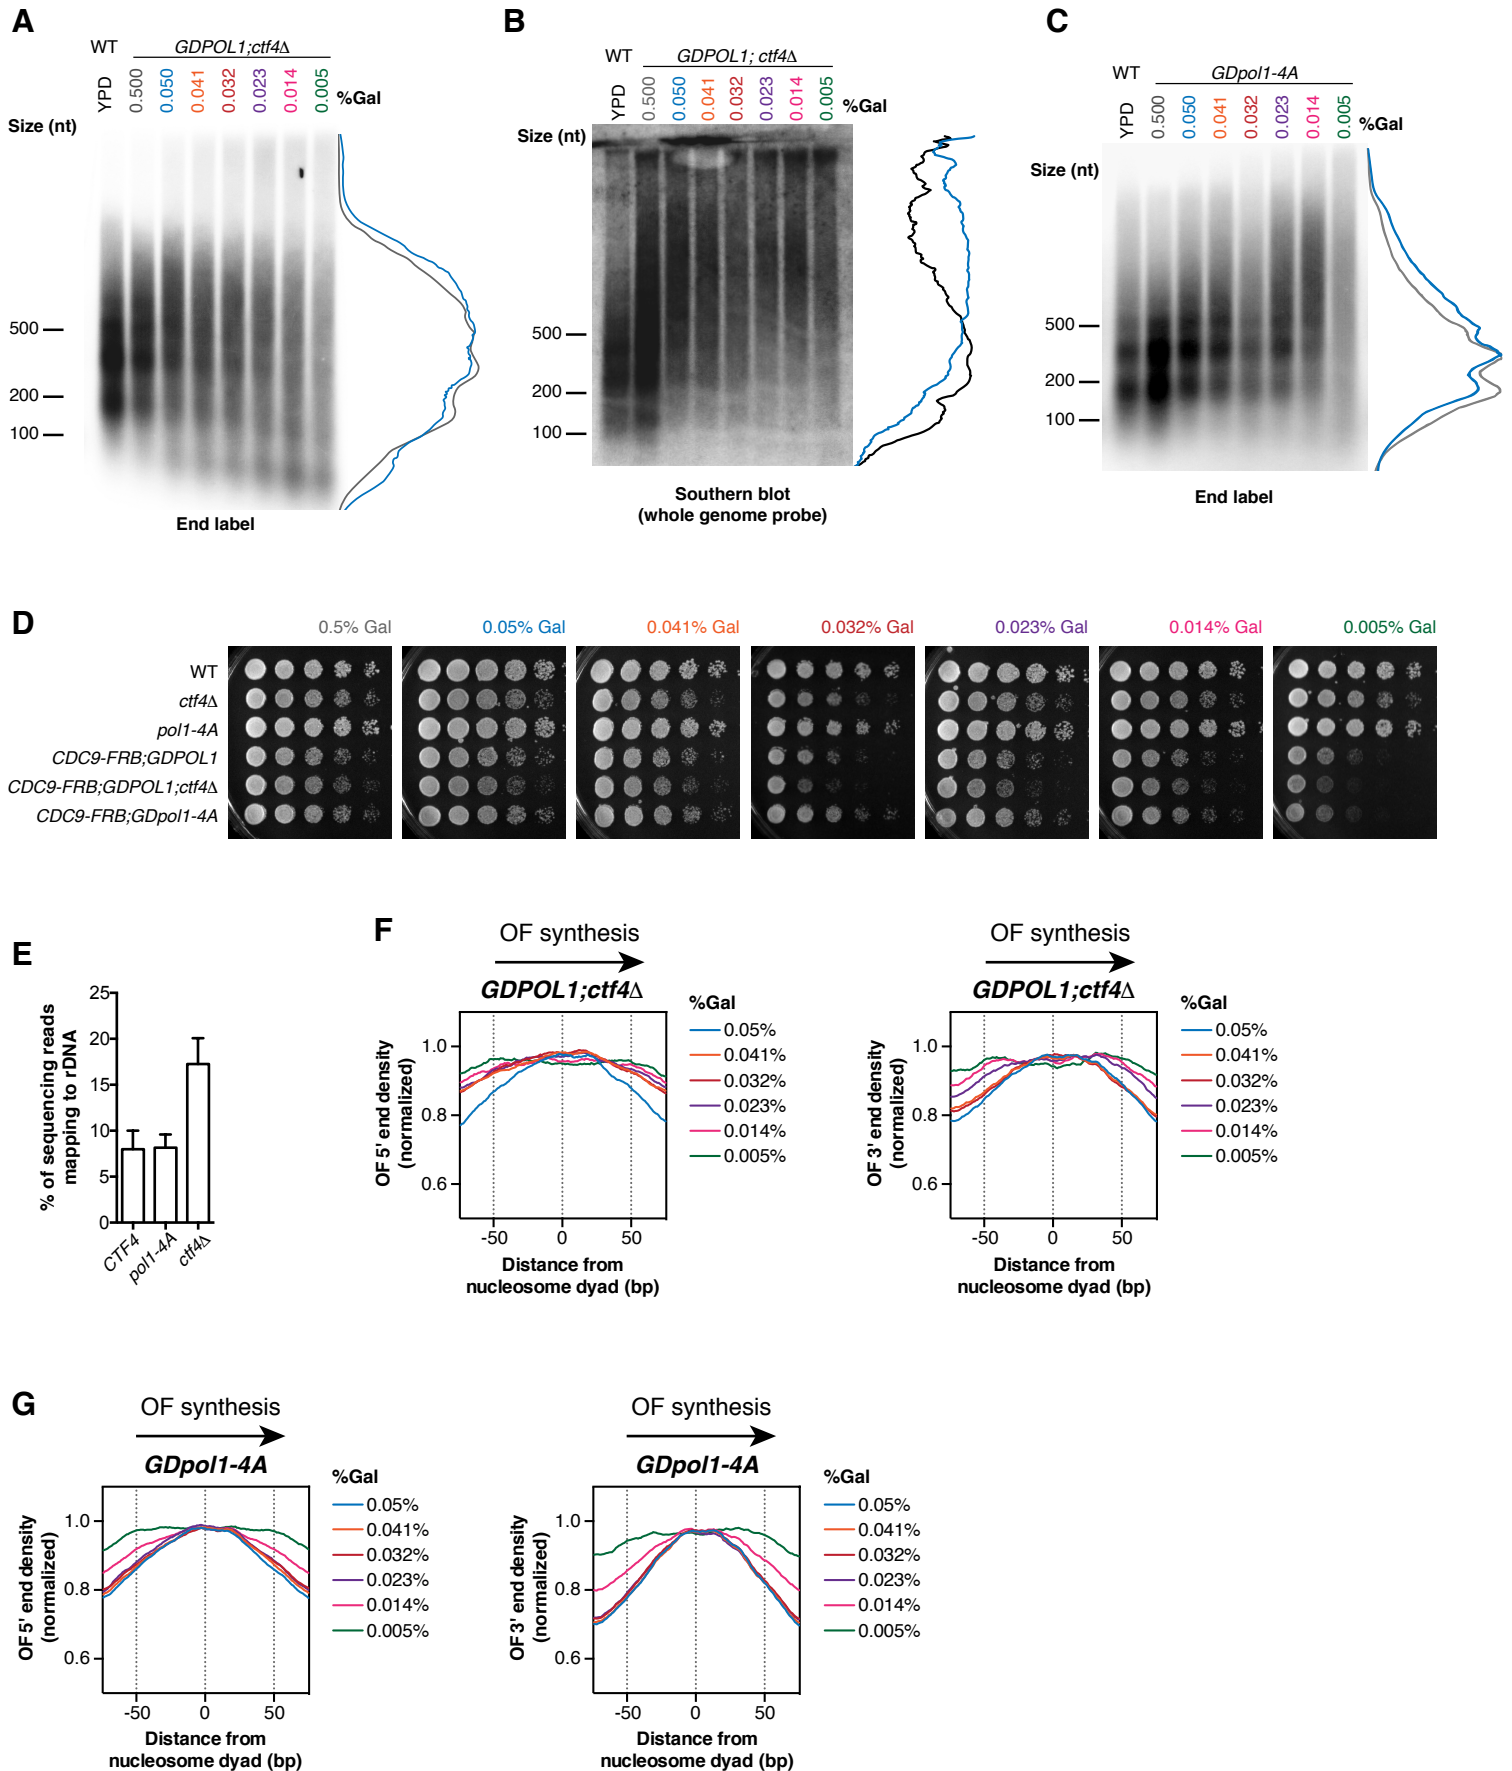 A
WT
GDPOL1;ctf4Δ
YPD
0.500
0.050
0.041
0.032
0.023
0.014
0.005
%Gal
Size (nt)
500
200
100
End label
B
WT
GDPOL1; ctf4Δ
YPD
0.500
0.050
0.041
0.032
0.023
0.014
0.005
%Gal
Size (nt)
500
200
100
Southern blot
(whole genome probe)
C
WT
GDpol1-4A
YPD
0.500
0.050
0.041
0.032
0.023
0.014
0.005
%Gal
Size (nt)
500
200
100
End label
D
0.5% Gal
0.05% Gal
0.041% Gal
0.032% Gal
0.023% Gal
0.014% Gal
0.005% Gal
WT
ctf4Δ
pol1-4A
CDC9-FRB;GDPOL1
CDC9-FRB;GDPOL1;ctf4Δ
CDC9-FRB;GDpol1-4A
E
% of sequencing reads
mapping to rDNA
25
20
15
10
5
0
CTF4
pol1-4A
ctf4Δ
F
OF synthesis
GDPOL1;ctf4Δ
OF 5' end density
(normalized)
1.0
0.8
0.6
-50
0
50
Distance from
nucleosome dyad (bp)
%Gal
0.05%
0.041%
0.032%
0.023%
0.014%
0.005%
OF synthesis
GDPOL1;ctf4Δ
OF 3' end density
(normalized)
1.0
0.8
0.6
-50
0
50
Distance from
nucleosome dyad (bp)
%Gal
0.05%
0.041%
0.032%
0.023%
0.014%
0.005%
G
OF synthesis
GDpol1-4A
OF 5' end density
(normalized)
1.0
0.8
0.6
-50
0
50
Distance from
nucleosome dyad (bp)
%Gal
0.05%
0.041%
0.032%
0.023%
0.014%
0.005%
OF synthesis
GDpol1-4A
OF 3' end density
(normalized)
1.0
0.8
0.6
-50
0
50
Distance from
nucleosome dyad (bp)
%Gal
0.05%
0.041%
0.032%
0.023%
0.014%
0.005%